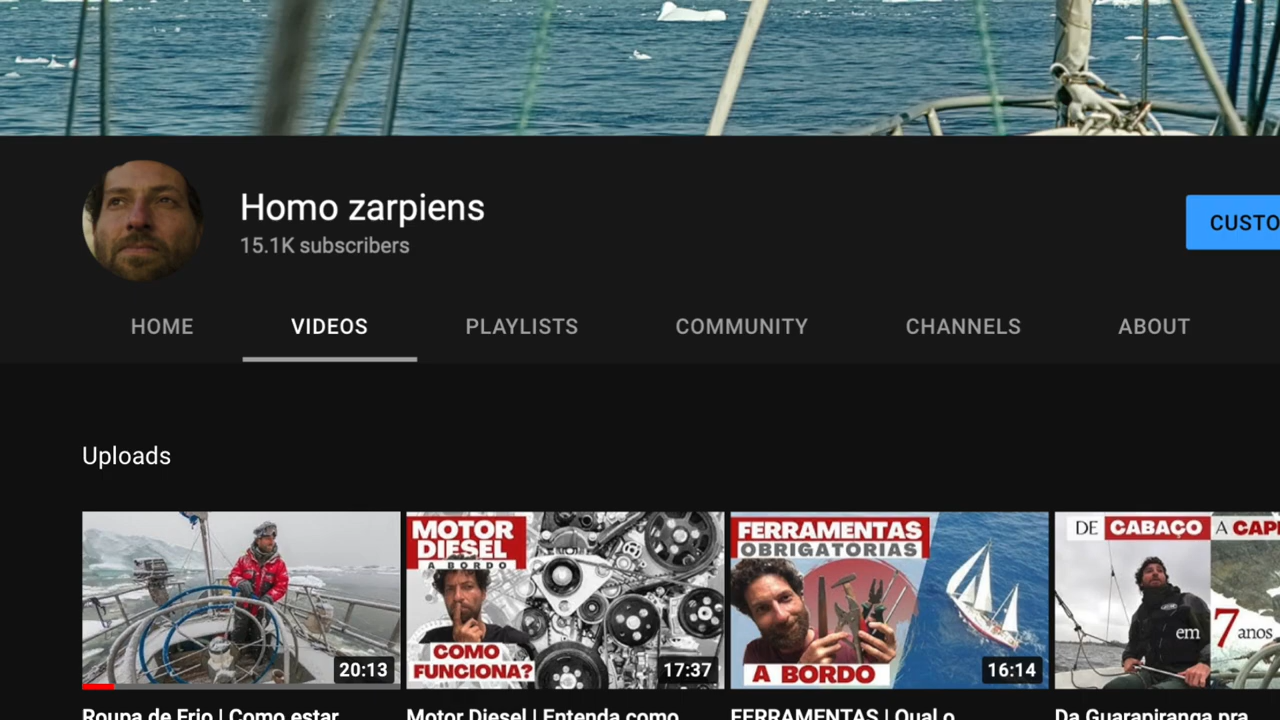 Homo zarpiens
15.1K subscribers
CUSTO
HOME VIDEOS PLAYLISTS COMMUNITY CHANNELS ABOUT
Uploads
MOTOR
DIESEL
A BORDO
COMO
FUNCIONA?
FERRAMENTAS
OBRIGATORIAS
A BORDO
DE CABAÇO A CAPI
em 7 anos
20:13
17:37
16:14
Roupa de Frio | Como estar
Motor Diesel | Entenda como
FERRAMENTAS | Qual o
Da Guarapiranga pra